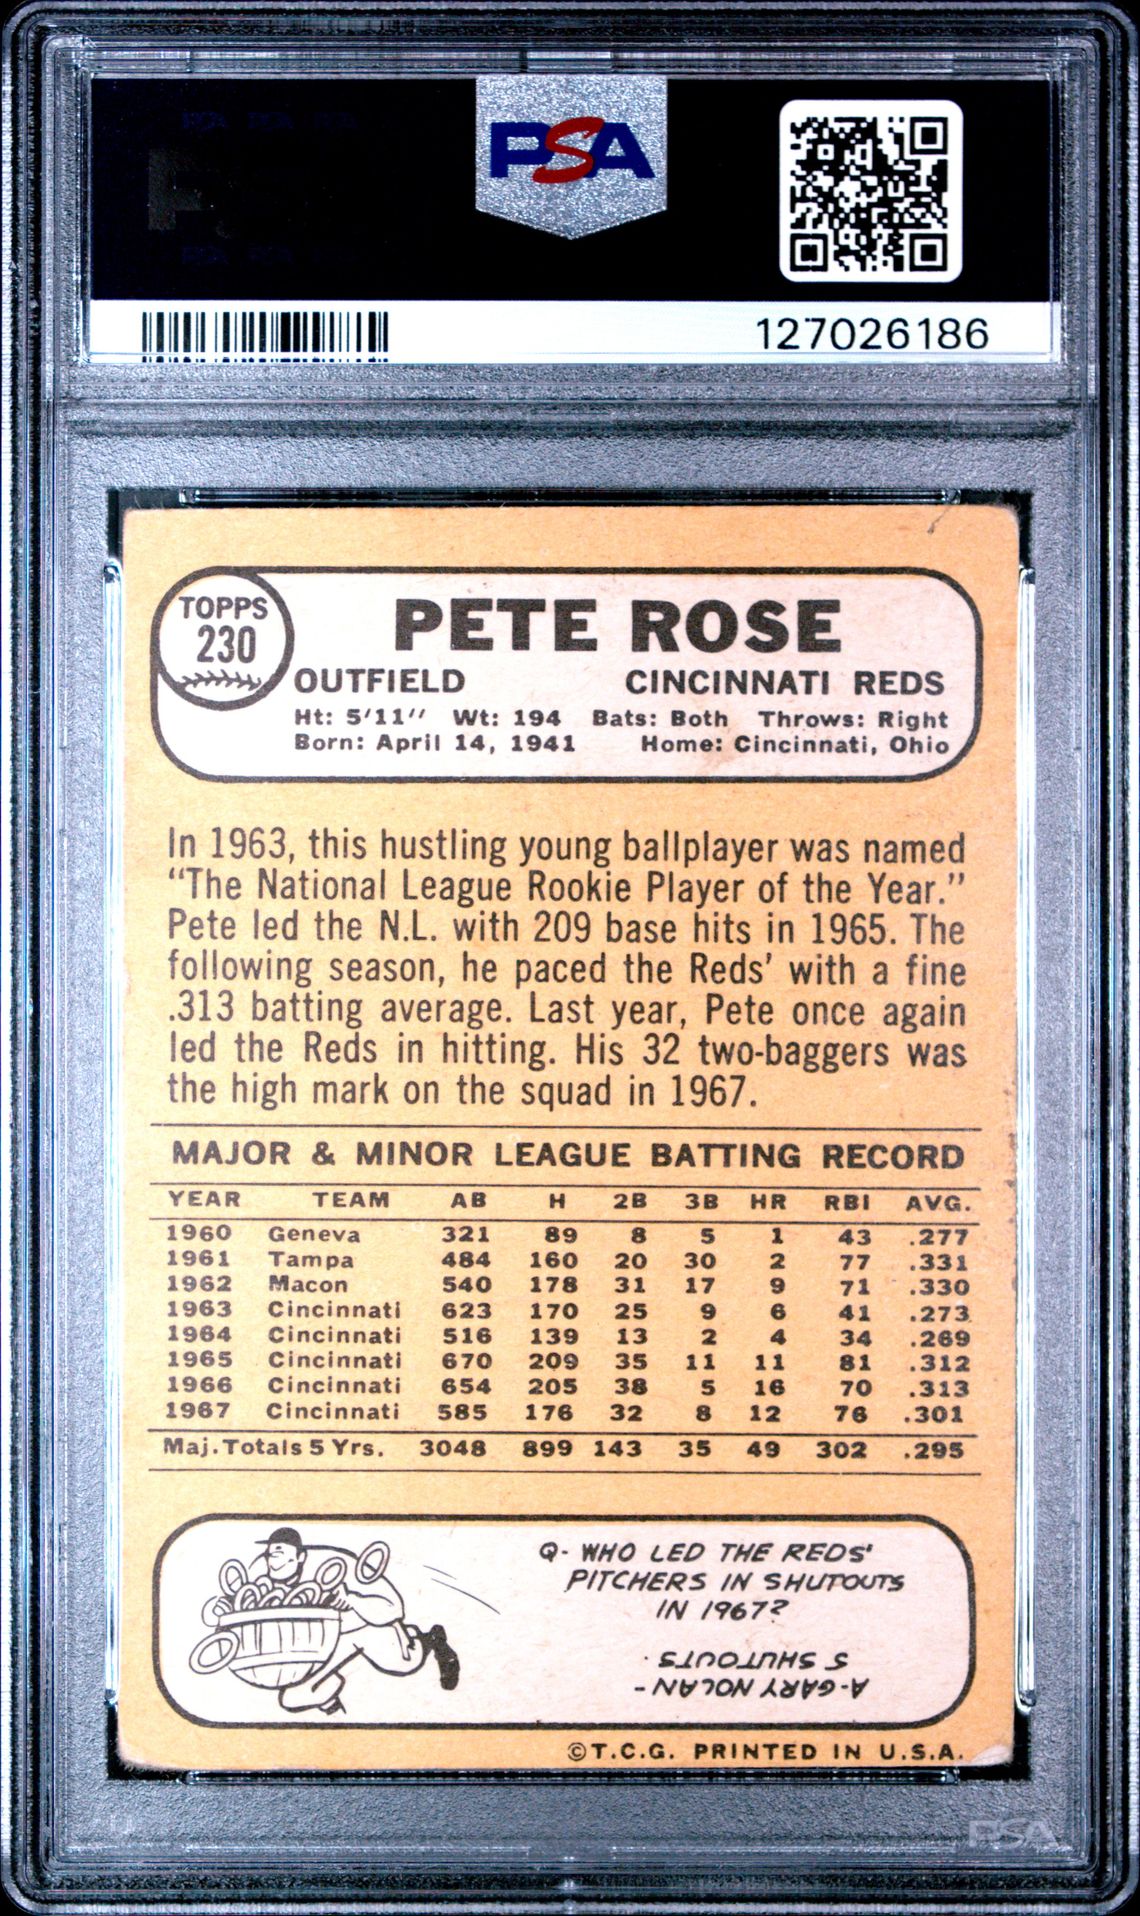 PSA
127026186
TOPPS
230
PETE ROSE
OUTFIELD CINCINNATI REDS
Ht: 5'11" Wt: 194 Bats: Both Throws: Right
Born: April 14, 1941 Home: Cincinnati, Ohio
In 1963, this hustling young ballplayer was named
"The National League Rookie Player of the Year."
Pete led the N.L. with 209 base hits in 1965. The
following season, he paced the Reds' with a fine
.313 batting average. Last year, Pete once again
led the Reds in hitting. His 32 two-baggers was
the high mark on the squad in 1967.
MAJOR & MINOR LEAGUE BATTING RECORD
YEAR TEAM AB H 2B 3B HR RBI AVG.
1960 Geneva 321 89 8 5 1 43 .277
1961 Tampa 484 160 20 30 2 77 .331
1962 Macon 540 178 31 17 9 71 .330
1963 Cincinnati 623 170 25 9 6 41 .273
1964 Cincinnati 516 139 13 2 4 34 .269
1965 Cincinnati 670 209 35 11 11 81 .312
1966 Cincinnati 654 205 38 5 16 70 .313
1967 Cincinnati 585 176 32 8 12 76 .301
Maj. Totals 5 Yrs. 3048 899 143 35 49 302 .295
Q- WHO LED THE REDS'
PITCHERS IN SHUTOUTS
IN 1967?
A-GARY NOLAN-
5 SHUTOUTS.
©T.C.G. PRINTED IN U.S.A.
PSA